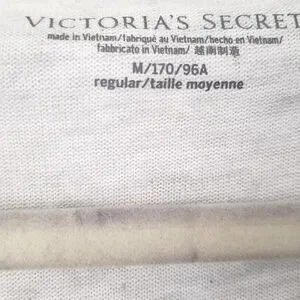 VICTORIA'S SECRET
made in Vietnam/fabriqué au Vietnam/hecho en Vietnam/
fabbricato in Vietnam/ 越南制造
M/170/96A
regular/taille moyenne